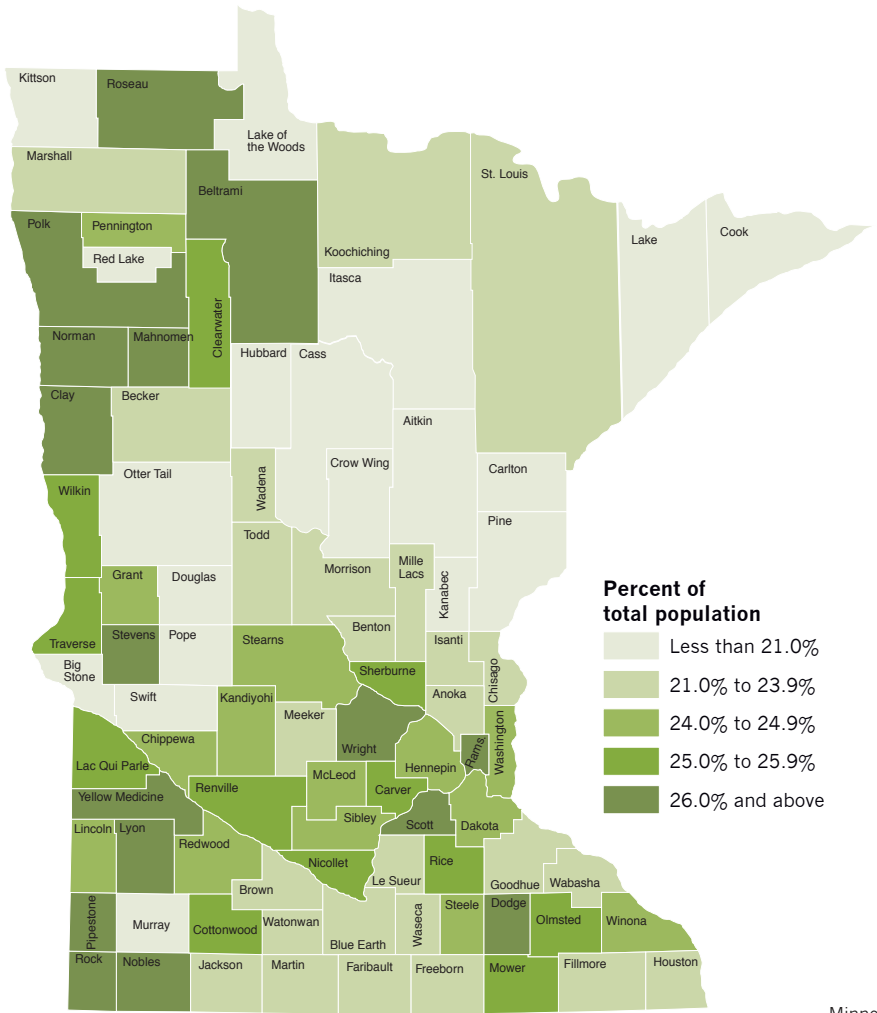 Kittson
Roseau
Lake of
the Woods
Marshall
Beltrami
St. Louis
Polk
Pennington
Koochiching
Lake
Cook
Red Lake
Itasca
Clearwater
Norman
Mahnomen
Hubbard
Cass
Clay
Becker
Aitkin
Otter Tail
Crow Wing
Carlton
Wilkin
Wadena
Pine
Todd
Morrison
Mille
Lacs
Grant
Douglas
Kanabec
Percent of
total population
Less than 21.0%
21.0% to 23.9%
24.0% to 24.9%
25.0% to 25.9%
26.0% and above
Traverse
Stevens
Pope
Stearns
Benton
Isanti
Big
Stone
Sherburne
Chisago
Swift
Kandiyohi
Anoka
Meeker
Chippewa
Wright
Rams.
Washington
Lac Qui Parle
McLeod
Hennepin
Yellow Medicine
Renville
Carver
Lincoln
Lyon
Sibley
Scott
Dakota
Redwood
Nicollet
Rice
Le Sueur
Goodhue
Wabasha
Brown
Pipestone
Murray
Cottonwood
Watonwan
Blue Earth
Waseca
Steele
Dodge
Olmsted
Winona
Rock
Nobles
Jackson
Martin
Faribault
Freeborn
Mower
Fillmore
Houston